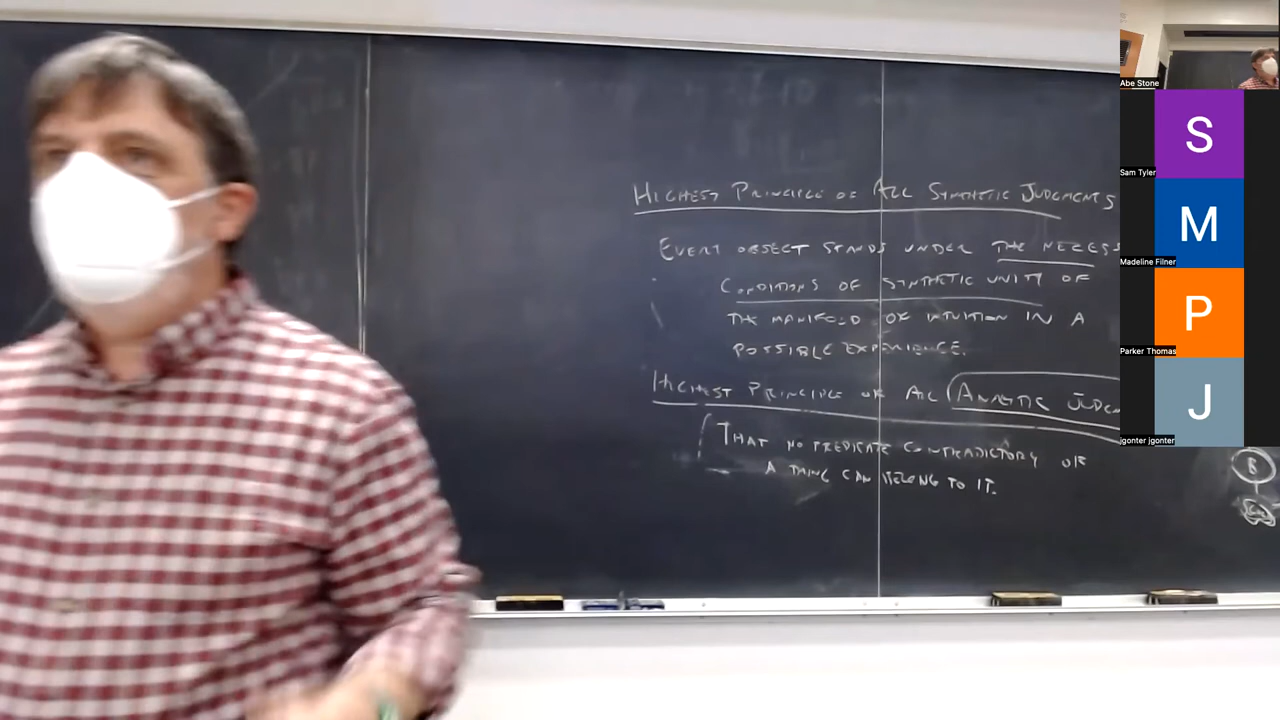 HIGHEST PRINCIPLE OF ALL SYNTHETIC JUDGMENTS
EVERY OBJECT STANDS UNDER THE NECESS
CONDITIONS OF SYNTHETIC UNITY OF
THE MANIFOLD OF INTUITION IN A
POSSIBLE EXPERIENCE.
HIGHEST PRINCIPLE OF ALL ANALYTIC JUDGM
THAT NO PREDICATE CONTRADICTORY OF
A THING CAN BELONG TO IT.
B
Abe Stone
S
Sam Tyler
M
Madeline Filner
P
Parker Thomas
J
jgonter jgonter